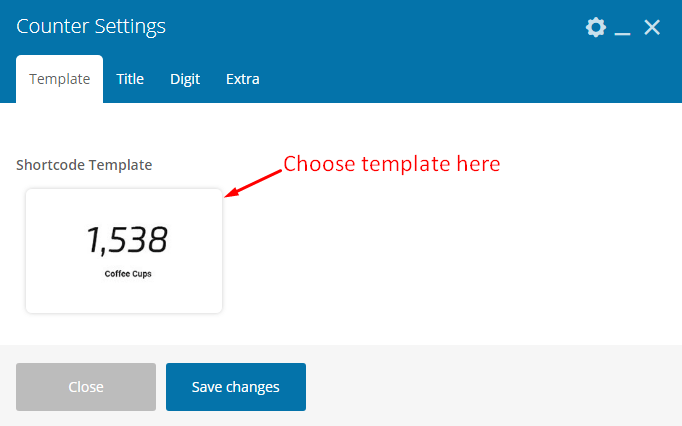 Counter Settings
Template Title Digit Extra
Shortcode Template
Choose template here
1,538
Coffee Cups
Close Save changes